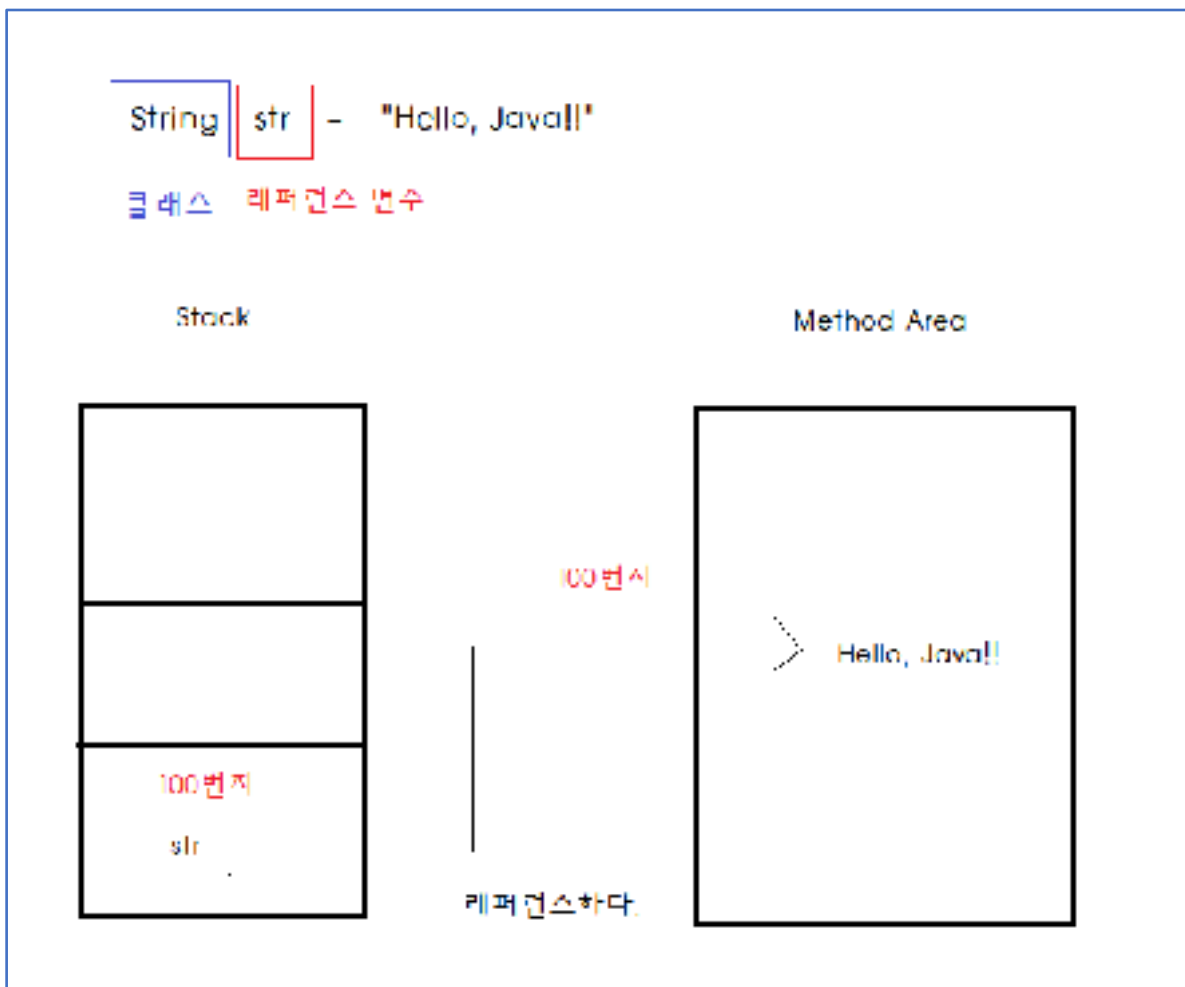 String str = "Hello, Java!!"
클래스 레퍼런스 변수
Stack Method Area
100번지
Hello, Java!!
100번지
str
레퍼런스하다.